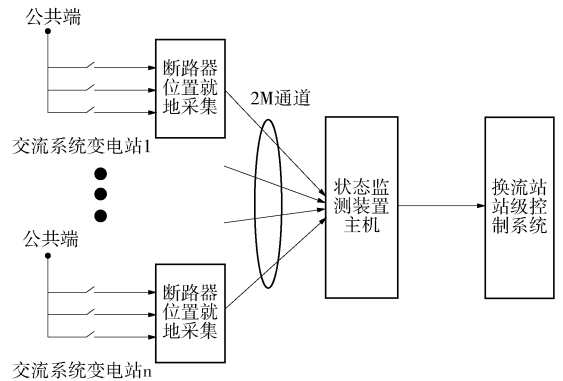 公共端
断路器
位置就
地采集
交流系统变电站1
2M通道
状态监
测装置
主机
换流站
站级控
制系统
公共端
断路器
位置就
地采集
交流系统变电站n